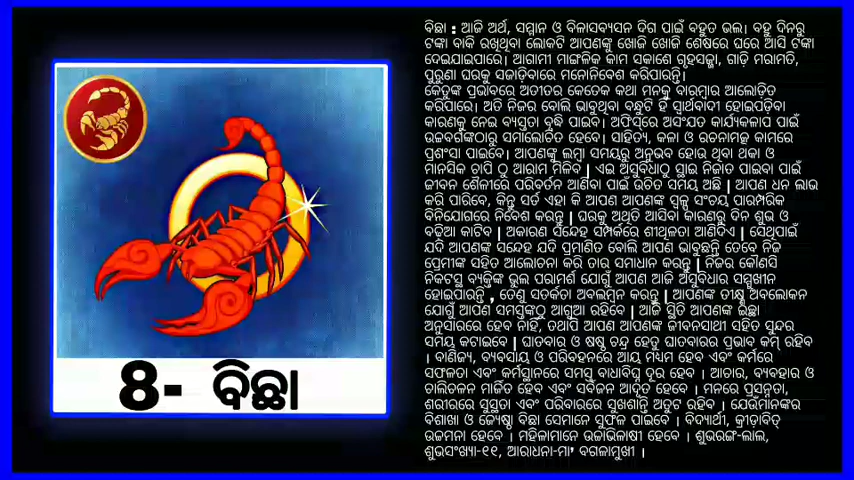 ବିଛା : ଆଜି ଅର୍ଥ, ସମ୍ମାନ ଓ ବିଳାସବ୍ୟସନ ଦିଗ ପାଇଁ ବହୁତ ଭଲ। ବହୁ ଦିନରୁ
ଟଙ୍କା ବାକି ରଖିଥିବା ଲୋକଟି ଆପଣଙ୍କୁ ଖୋଜି ଖୋଜି ଶେଷରେ ଘରେ ଆସି ଟଙ୍କା
ଦେଇଯାଇପାରେ। ଆଗାମୀ ମାଙ୍ଗଳିକ କାମ ସକାଶେ ଗୃହସଜ୍ଜା, ଗାଡ଼ି ମରାମତି,
ପୁରୁଣା ଘରକୁ ସଜାଡ଼ିବାରେ ମନୋନିବେଶ କରିପାରନ୍ତି।
କେତୁଙ୍କ ପ୍ରଭାବରେ ଅତୀତର କେତେକ କଥା ମନକୁ ବାରମ୍ବାର ଆଲୋଡ଼ିତ
କରିପାରେ। ଅତି ନିଜର ବୋଲି ଭାବୁଥିବା ବନ୍ଧୁଟି ହିଁ ସ୍ୱାର୍ଥବାଦୀ ହୋଇପଡ଼ିବା
କାରଣକୁ ନେଇ ବ୍ୟସ୍ତତା ବୃଦ୍ଧି ପାଇବ। ଅଫିସ୍‌ରେ ଅସଂଯତ କାର୍ଯ୍ୟକଳାପ ପାଇଁ
ଉଚ୍ଚବର୍ଗଙ୍କଠାରୁ ସମାଲୋଚିତ ହେବେ। ସାହିତ୍ୟ, କଳା ଓ ରଚନାତ୍ମକ କାମରେ
ପ୍ରଶଂସା ପାଇବେ। ଆପଣଙ୍କୁ ଲମ୍ବା ସମୟରୁ ଅନୁଭବ ହୋଉ ଥିବା ଥକା ଓ
ମାନସିକ ଚାପ ଠୁ ଆରାମ ମିଳିବ | ଏଇ ଅସୁବିଧାଠୁ ସ୍ଥାଇ ନିଜାତ ପାଇବା ପାଇଁ
ଜୀବନ ଶୈଳୀରେ ପରିବର୍ତନ ଆଣିବା ପାଇଁ ଉଚିତ ସମୟ ଅଛି | ଆପଣ ଧନ ଲାଭ
କରି ପାରିବେ, କିନ୍ତୁ ସର୍ତ ଏହା କି ଆପଣ ଆପଣଙ୍କ ସ୍ୱଳ୍ପ ସଂଚୟ ପାରମ୍ପରିକ
ବିନିଯୋଗରେ ନିବେଶ କରନ୍ତୁ | ଘରକୁ ଅଥିତି ଆସିବା କାରଣରୁ ଦିନ ଶୁଭ ଓ
ବଢ଼ିଆ କାଟିବ | ଅକାରଣ ସନ୍ଦେହ ସମ୍ପର୍କରେ ଶୀଥିଳତା ଆଣିଦିଏ | ସେଥିପାଇଁ
ଯଦି ଆପଣଙ୍କ ସନ୍ଦେହ ଯଦି ପ୍ରମାଣିତ ବୋଲି ଆପଣ ଭାବୁଛନ୍ତି ତେବେ ନିଜ
ପ୍ରେମୀଙ୍କ ସହିତ ଆଲୋଚନା କରି ତାର ସମାଧାନ କରନ୍ତୁ | ନିଜର କୌଣସି
ନିକଟସ୍ଥ ବ୍ୟକ୍ତିଙ୍କ ଭୁଲ ପରାମର୍ଶ ଯୋଗୁଁ ଆପଣ ଆଜି ଅସୁବିଧାର ସମ୍ମୁଖୀନ
ହୋଇପାରନ୍ତି , ତେଣୁ ସତର୍କତା ଅବଲମ୍ବନ କରନ୍ତୁ | ଆପଣଙ୍କ ତୀକ୍ଷ୍ଣ ଅବଲୋକନ
ଯୋଗୁଁ ଆପଣ ସମସ୍ତଙ୍କଠୁ ଆଗୁଆ ରହିବେ | ଆଜି ସ୍ଥିତି ଆପଣଙ୍କ ଇଚ୍ଛା
ଅନୁସାରରେ ହେବ ନାହିଁ, ତଥାପି ଆପଣ ଆପଣଙ୍କ ଜୀବନସାଥୀ ସହିତ ସୁନ୍ଦର
ସମୟ କଟାଇବେ | ଘାତବାର ଓ ଷଷ୍ଠ ଚନ୍ଦ୍ର ହେତୁ ଘାତବାରର ପ୍ରଭାବ କମ୍ ରହିବ
। ବାଣିଜ୍ୟ, ବ୍ୟବସାୟ ଓ ପରିବହନରେ ଆୟ ମଧ୍ୟମ ହେବ ଏବଂ କର୍ମରେ
ସଫଳତା ଏବଂ କର୍ମସ୍ଥାନରେ ସମସ୍ତ ବାଧାବିଘ୍ନ ଦୂର ହେବ । ଆଚାର, ବ୍ୟବହାର ଓ
ଚାଲିଚଳନ ମାର୍ଜିତ ହେବ ଏବଂ ସର୍ବଜନ ଆଦୃତ ହେବେ । ମନରେ ପ୍ରସନ୍ନତା,
ଶରୀରରେ ସୁସ୍ଥତା ଏବଂ ପରିବାରରେ ସୁଖଶାନ୍ତି ଅତୁଟ ରହିବ । ଯେଉଁମାନଙ୍କର
ବିଶାଖା ଓ ଜ୍ୟେଷ୍ଠା ବିଛା ସେମାନେ ସୁଫଳ ପାଇବେ । ବିଦ୍ୟାର୍ଥୀ, କ୍ରୀଡ଼ାବିତ୍
ଉଚ୍ଚମନା ହେବେ । ମହିଳାମାନେ ଉଚ୍ଚାଭିଳାଷୀ ହେବେ । ଶୁଭରଙ୍ଗ-ଲାଲ,
ଶୁଭସଂଖ୍ୟା-୧୧, ଆରାଧନା-ମା' ବଗଳାମୁଖୀ ।
8- ବିଛା